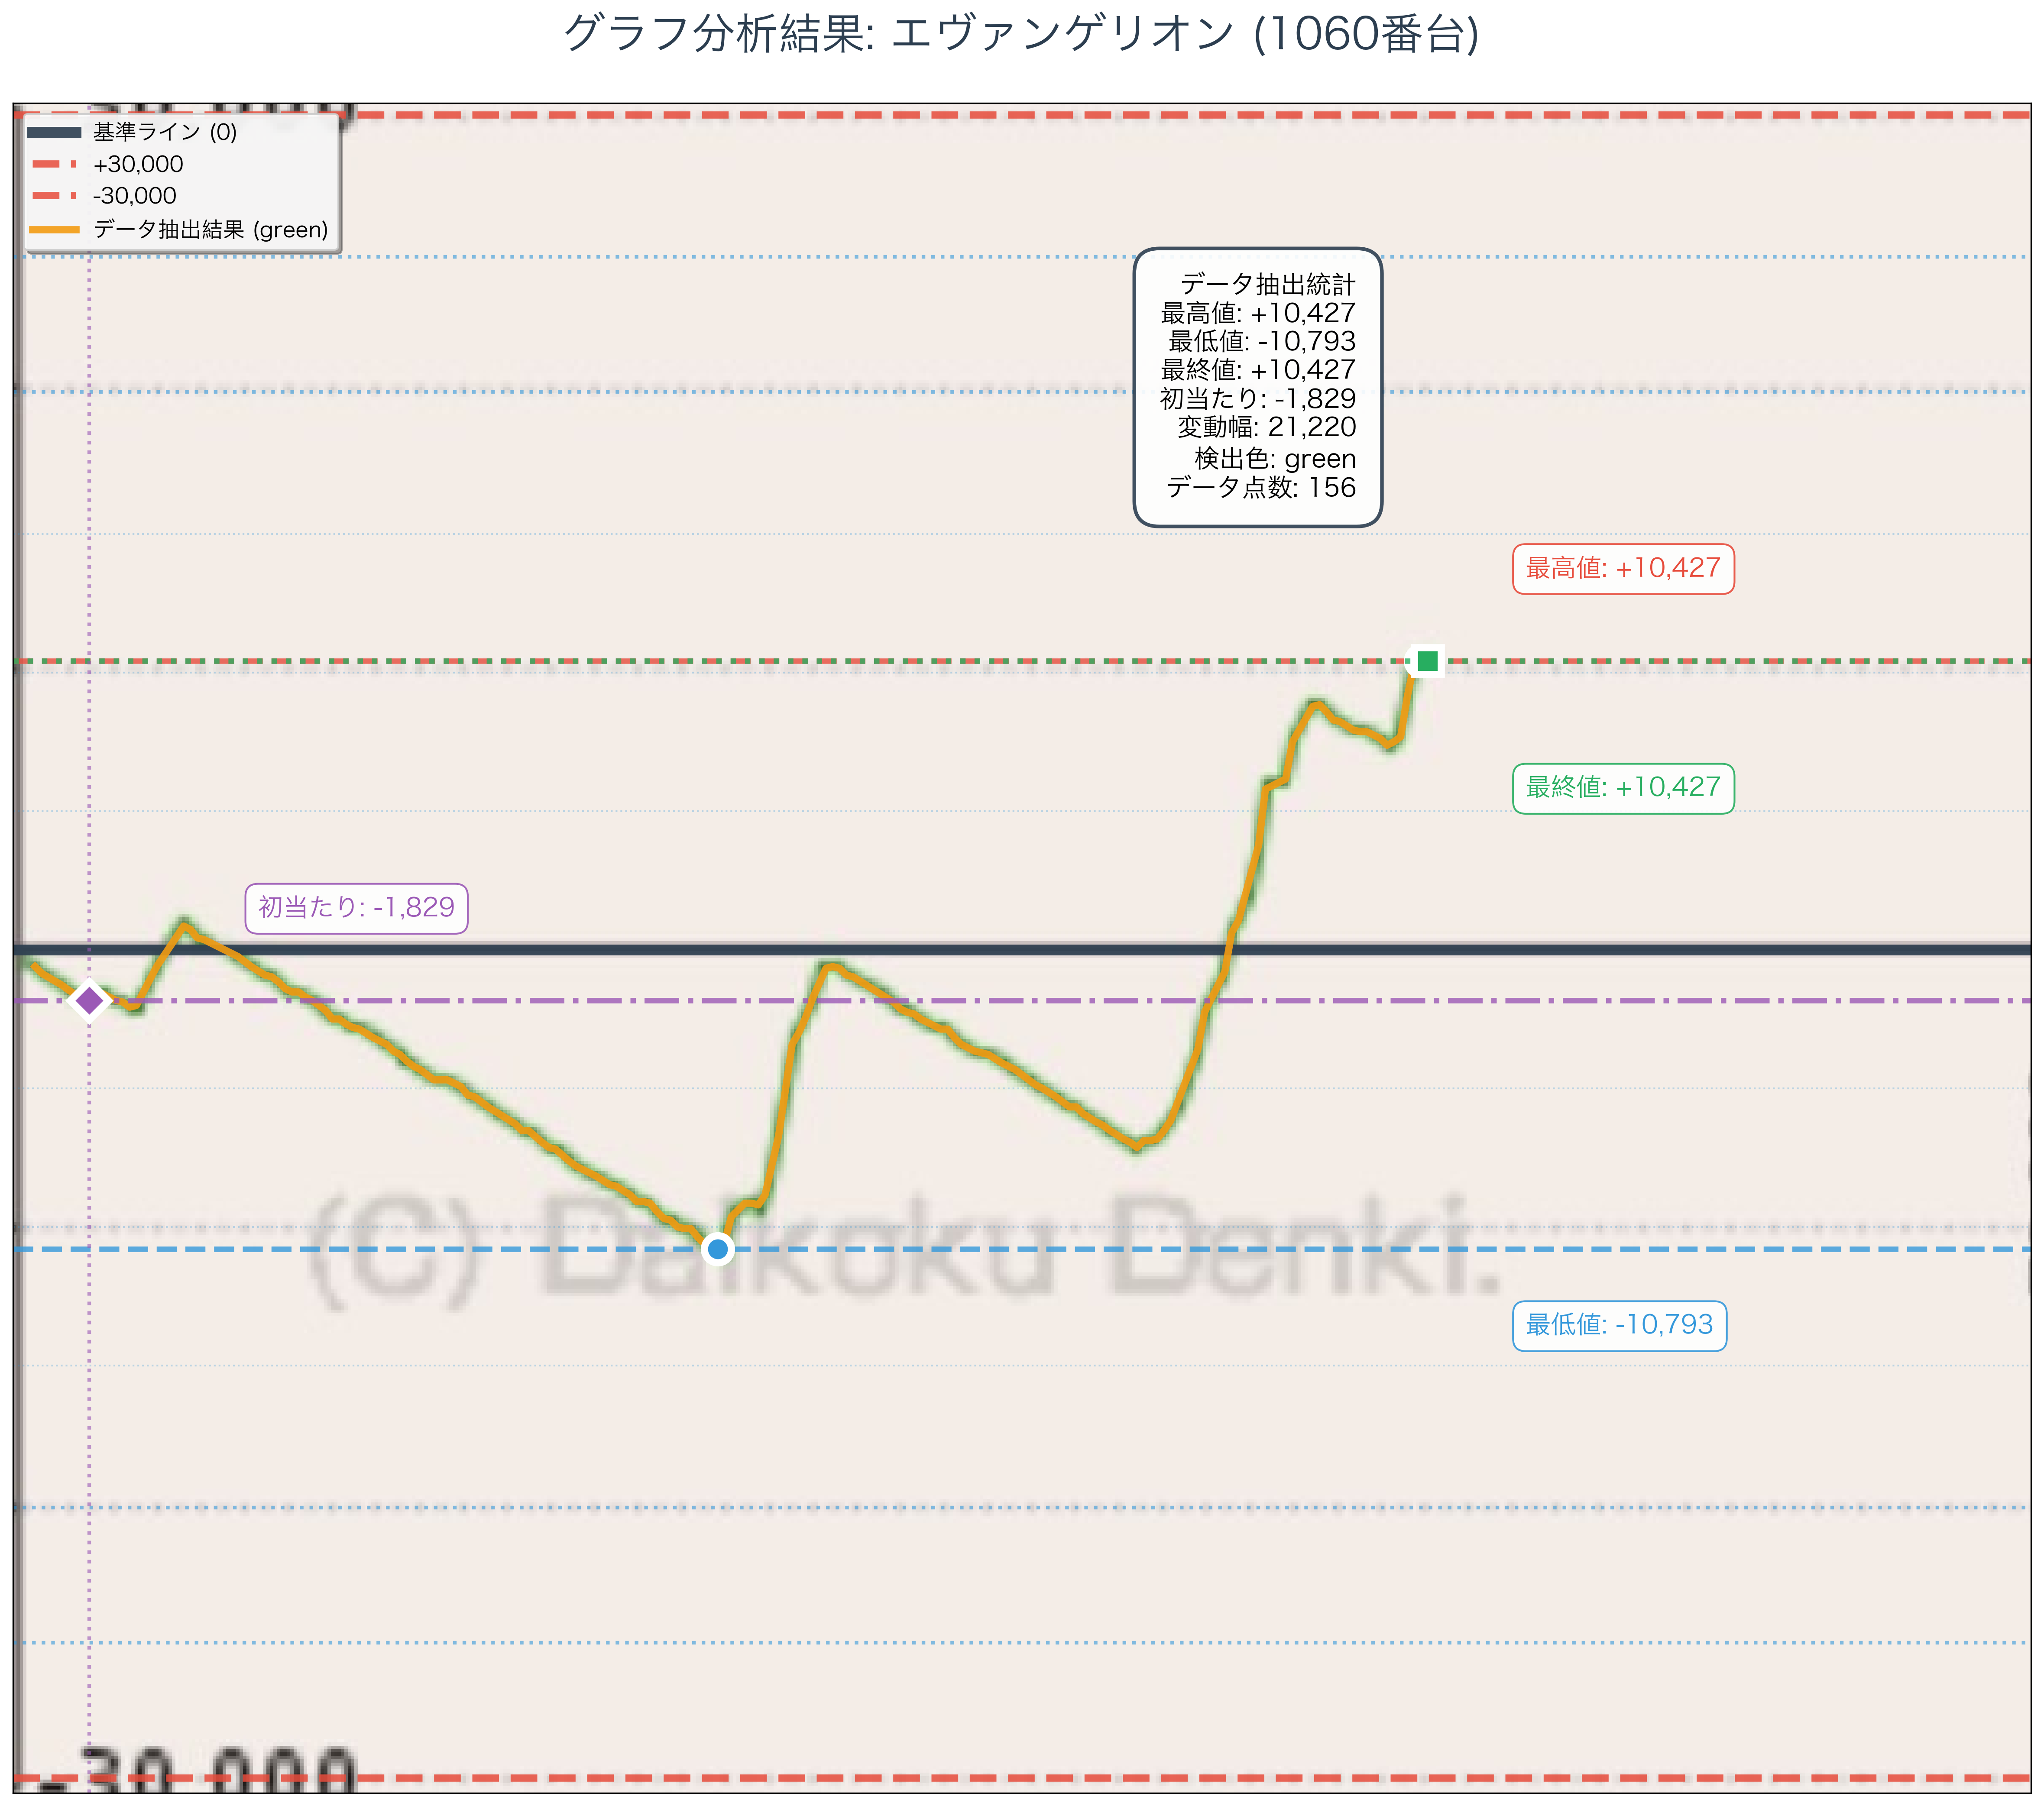 グラフ分析結果: エヴァンゲリオン (1060番台)
基準ライン (0)
+30,000
-30,000
データ抽出結果 (green)
データ抽出統計
最高値: +10,427
最低値: -10,793
最終値: +10,427
初当たり: -1,829
変動幅: 21,220
検出色: green
データ点数: 156
最高値: +10,427
最終値: +10,427
初当たり: -1,829
(C) Daikoku Denki.
最低値: -10,793
-30,000